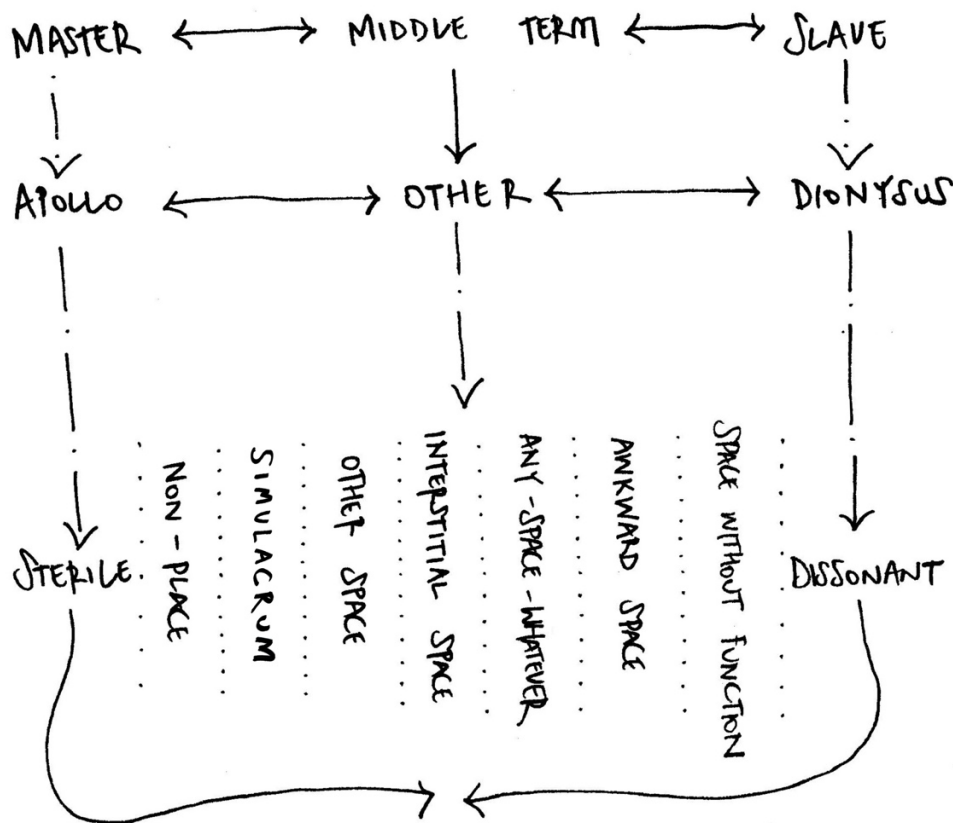 MASTER MIDDLE TERM SLAVE
APOLLO OTHER DIONYSUS
STERILE
NON-PLACE
SIMULACRUM
OTHER SPACE
INTERSTITIAL SPACE
ANY-SPACE-WHATEVER
AWKWARD SPACE
SPACE WITHOUT FUNCTION
DISSONANT